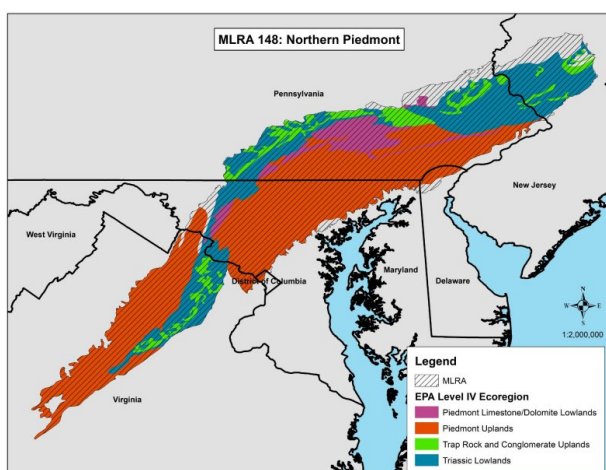 MLRA 148: Northern Piedmont
Pennsylvania
New Jersey
West Virginia
District of Columbia
Maryland
Delaware
Virginia
N
W E
S
1:2,000,000
Legend
MLRA
EPA Level IV Ecoregion
Piedmont Limestone/Dolomite Lowlands
Piedmont Uplands
Trap Rock and Conglomerate Uplands
Triassic Lowlands